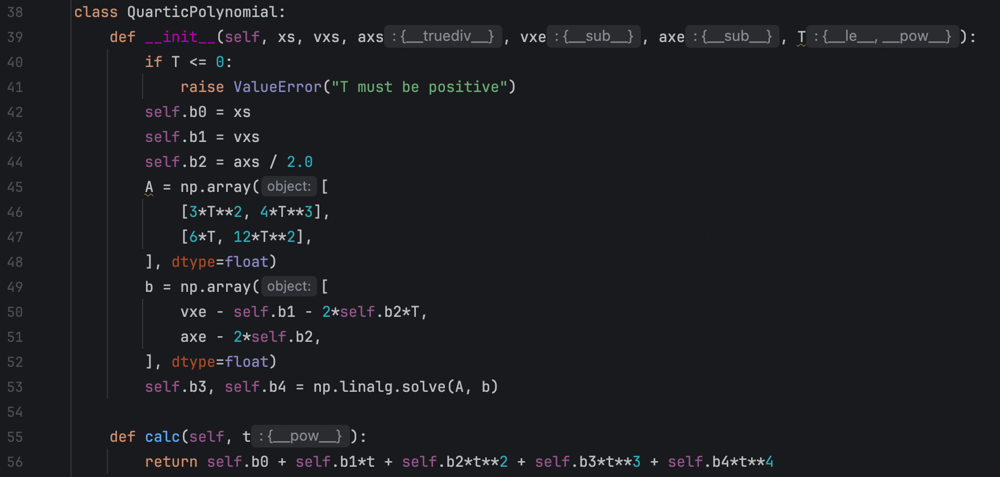 38 class QuarticPolynomial:
39 def __init__(self, xs, vxs, axs : {__truediv__} , vxe : {__sub__} , axe : {__sub__} , T : {__le__, __pow__} ):
40 if T <= 0:
41 raise ValueError("T must be positive")
42 self.b0 = xs
43 self.b1 = vxs
44 self.b2 = axs / 2.0
45 A = np.array( object: [
46 [3*T**2, 4*T**3],
47 [6*T, 12*T**2],
48 ], dtype=float)
49 b = np.array( object: [
50 vxe - self.b1 - 2*self.b2*T,
51 axe - 2*self.b2,
52 ], dtype=float)
53 self.b3, self.b4 = np.linalg.solve(A, b)
54
55 def calc(self, t : {__pow__} ):
56 return self.b0 + self.b1*t + self.b2*t**2 + self.b3*t**3 + self.b4*t**4